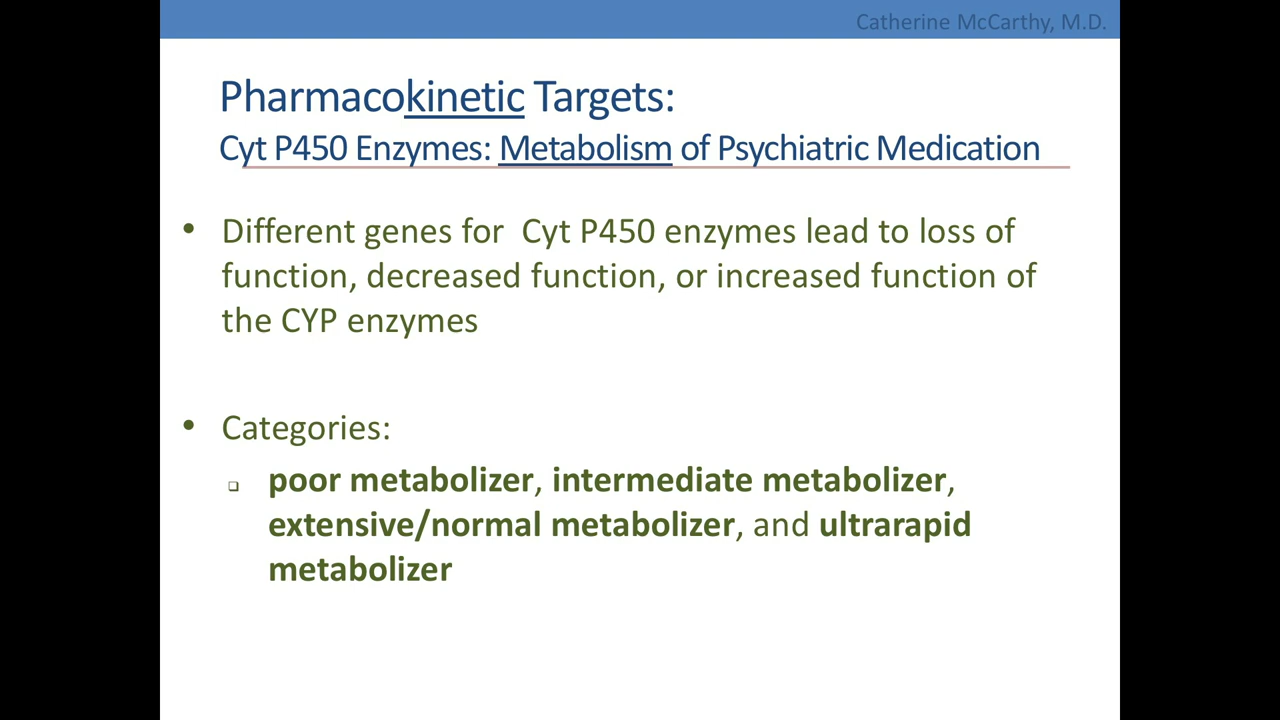 Catherine McCarthy, M.D.
Pharmacokinetic Targets:
Cyt P450 Enzymes: Metabolism of Psychiatric Medication
• Different genes for  Cyt P450 enzymes lead to loss of
function, decreased function, or increased function of
the CYP enzymes
• Categories:
❑ poor metabolizer, intermediate metabolizer,
extensive/normal metabolizer, and ultrarapid
metabolizer